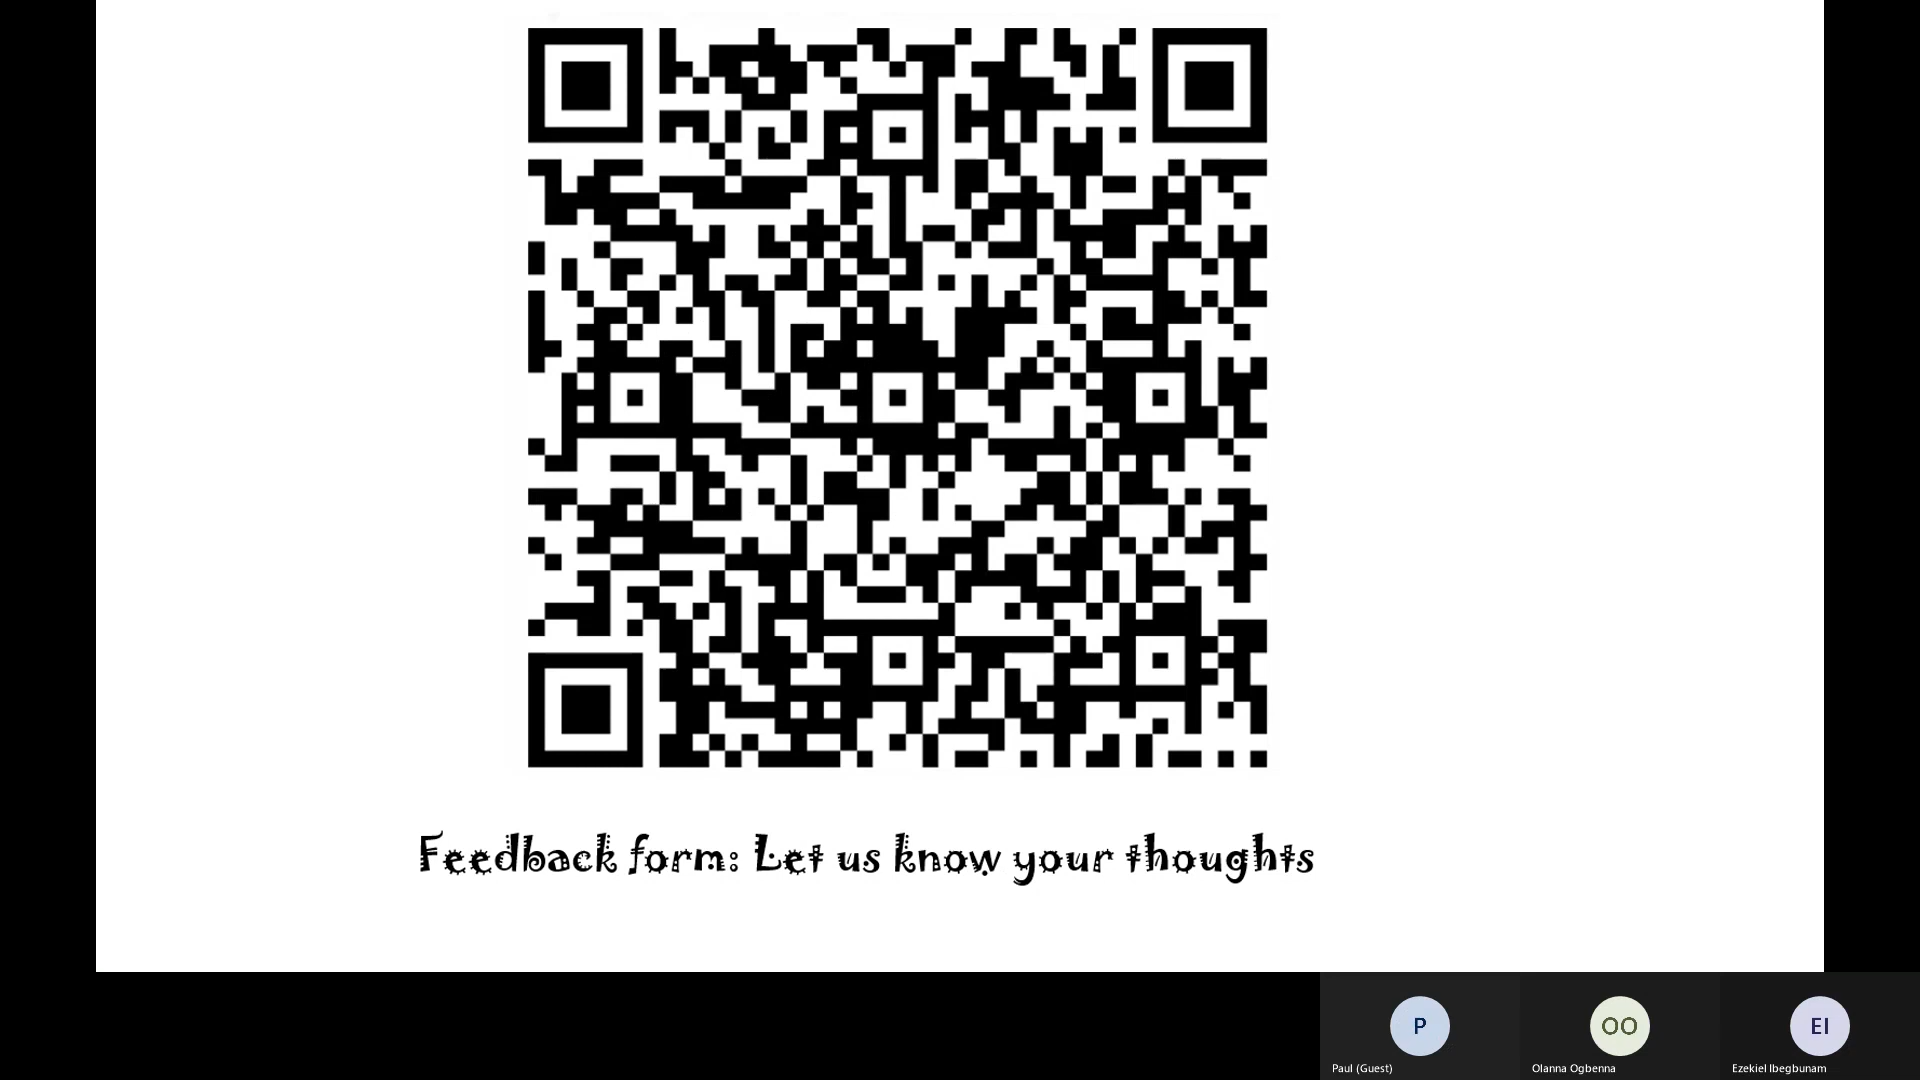 Feedback form: Let us know your thoughts
P
OO
EI
Paul (Guest)
Olanna Ogbenna
Ezekiel Ibegbunam